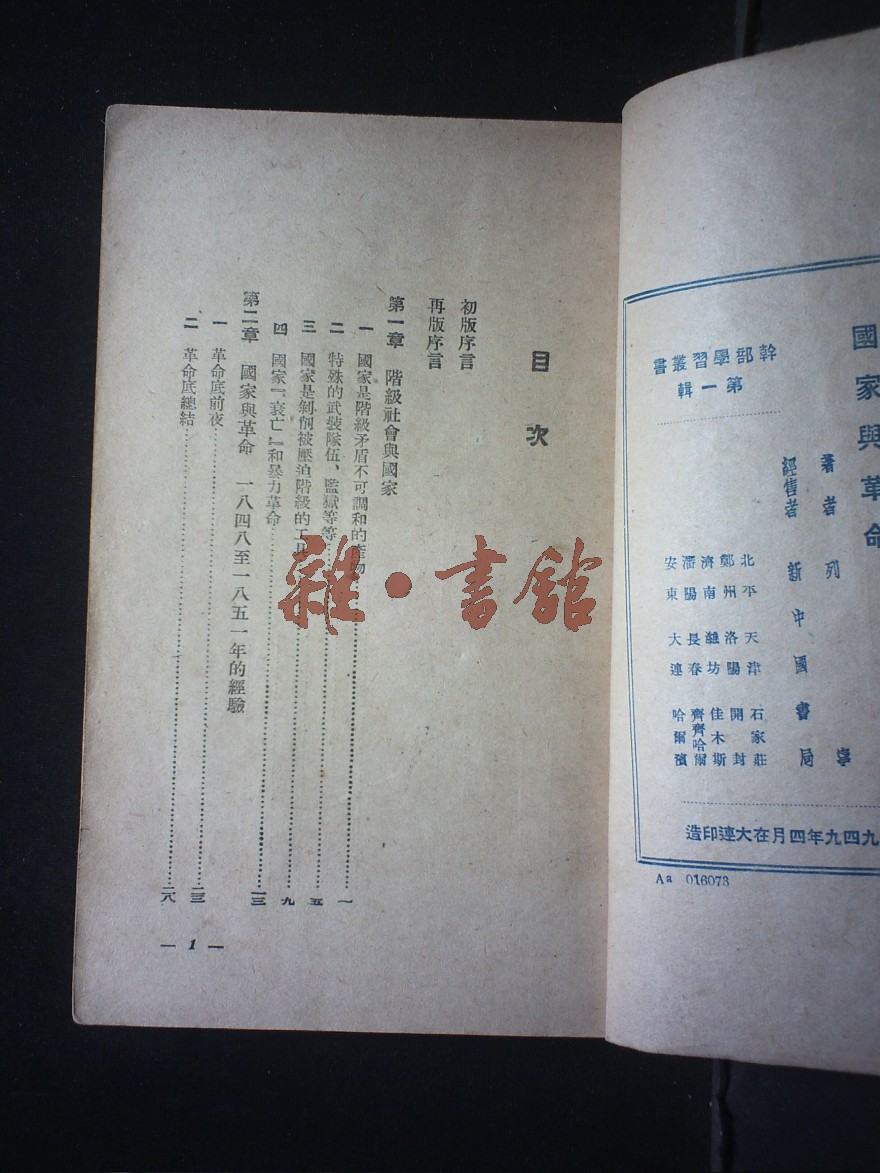 幹部學習叢書
第一輯
國家與革命
著者 列寧
經售者 新中國書局
北平 天津 石家莊
鄭州 洛陽 開封
濟南 濰坊 佳木斯
瀋陽 長春 齊齊哈爾
安東 大連 哈爾濱
九四九年四月在大連印造
Aa 016073
目次
初版序言
再版序言
第一章 階級社會與國家
一 國家是階級矛盾不可調和的產物……一
二 特殊的武裝隊伍、監獄等等……五
三 國家是剝削被壓迫階級的工具……九
四 國家『衰亡』和暴力革命……一三
第二章 國家與革命 一八四八至一八五一年的經驗
一 革命底前夜……二三
二 革命底總結……二八
— 1 —
雜·書館